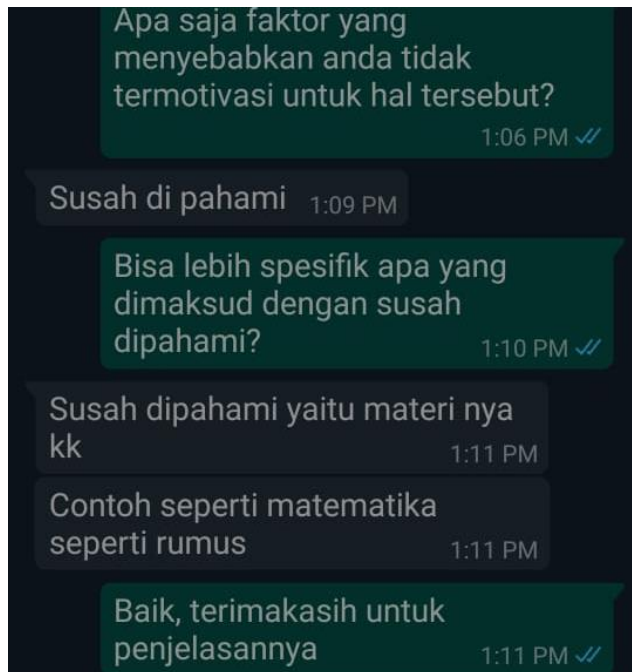 Apa saja faktor yang
menyebabkan anda tidak
termotivasi untuk hal tersebut?
1:06 PM
Susah di pahami 1:09 PM
Bisa lebih spesifik apa yang
dimaksud dengan susah
dipahami? 1:10 PM
Susah dipahami yaitu materi nya
kk 1:11 PM
Contoh seperti matematika
seperti rumus 1:11 PM
Baik, terimakasih untuk
penjelasannya 1:11 PM